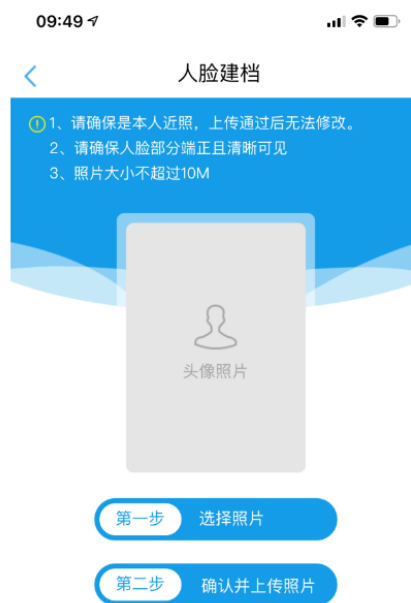 09:49
人脸建档
1、请确保是本人近照，上传通过后无法修改。
2、请确保人脸部分端正且清晰可见
3、照片大小不超过10M
头像照片
第一步 选择照片
第二步 确认并上传照片